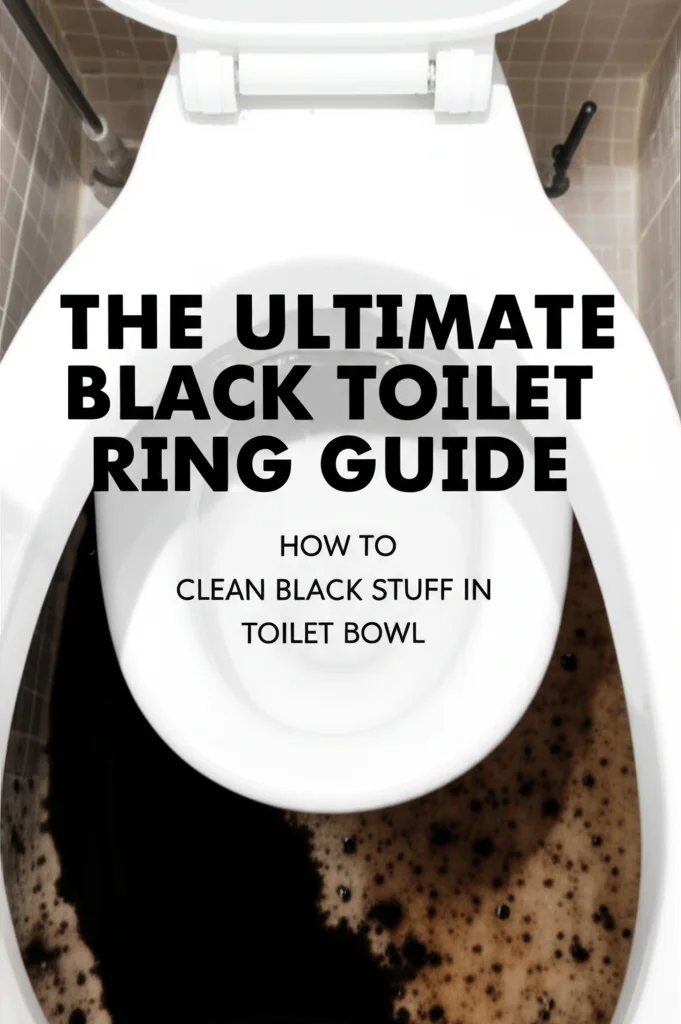 THE ULTIMATE
BLACK TOILET
RING GUIDE
HOW TO
CLEAN BLACK STUFF IN
TOILET BOWL